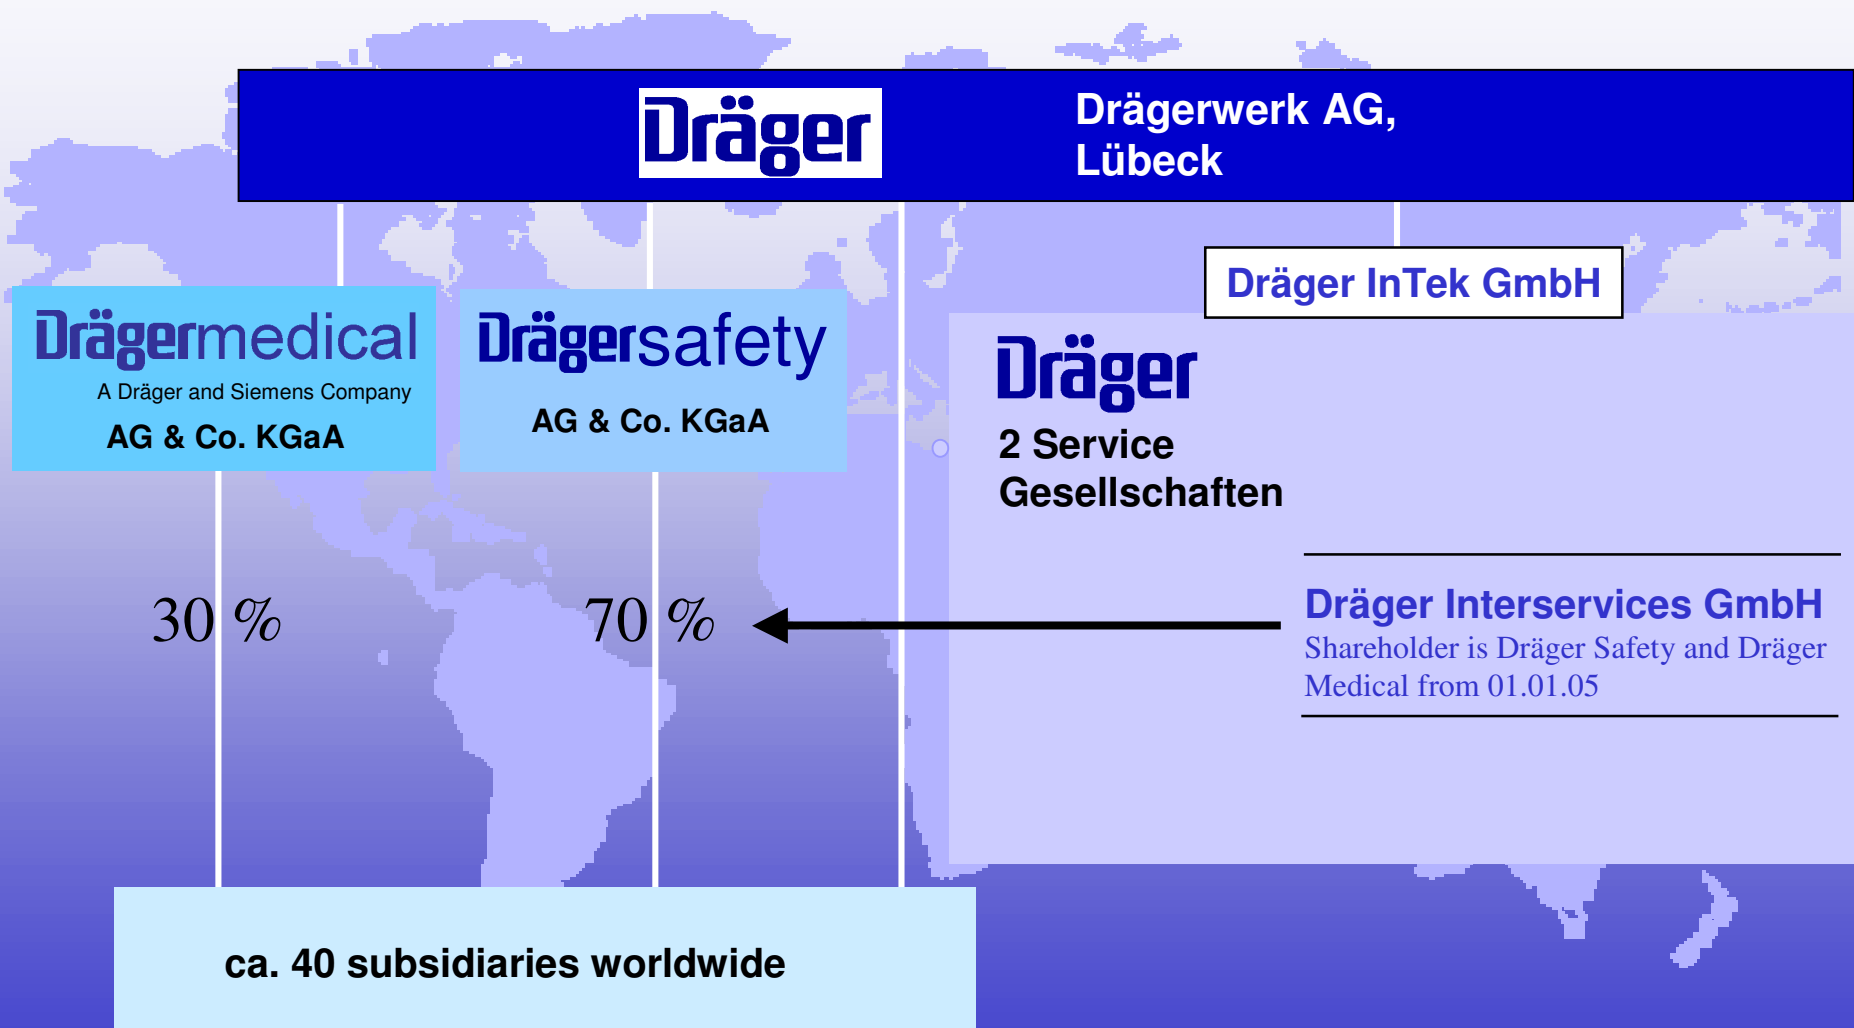 Dräger
Drägerwerk AG,
Lübeck
Dräger InTek GmbH
Drägermedical
A Dräger and Siemens Company
AG & Co. KGaA
Drägersafety
AG & Co. KGaA
Dräger
2 Service
Gesellschaften
30 %
70 %
Dräger Interservices GmbH
Shareholder is Dräger Safety and Dräger
Medical from 01.01.05
ca. 40 subsidiaries worldwide